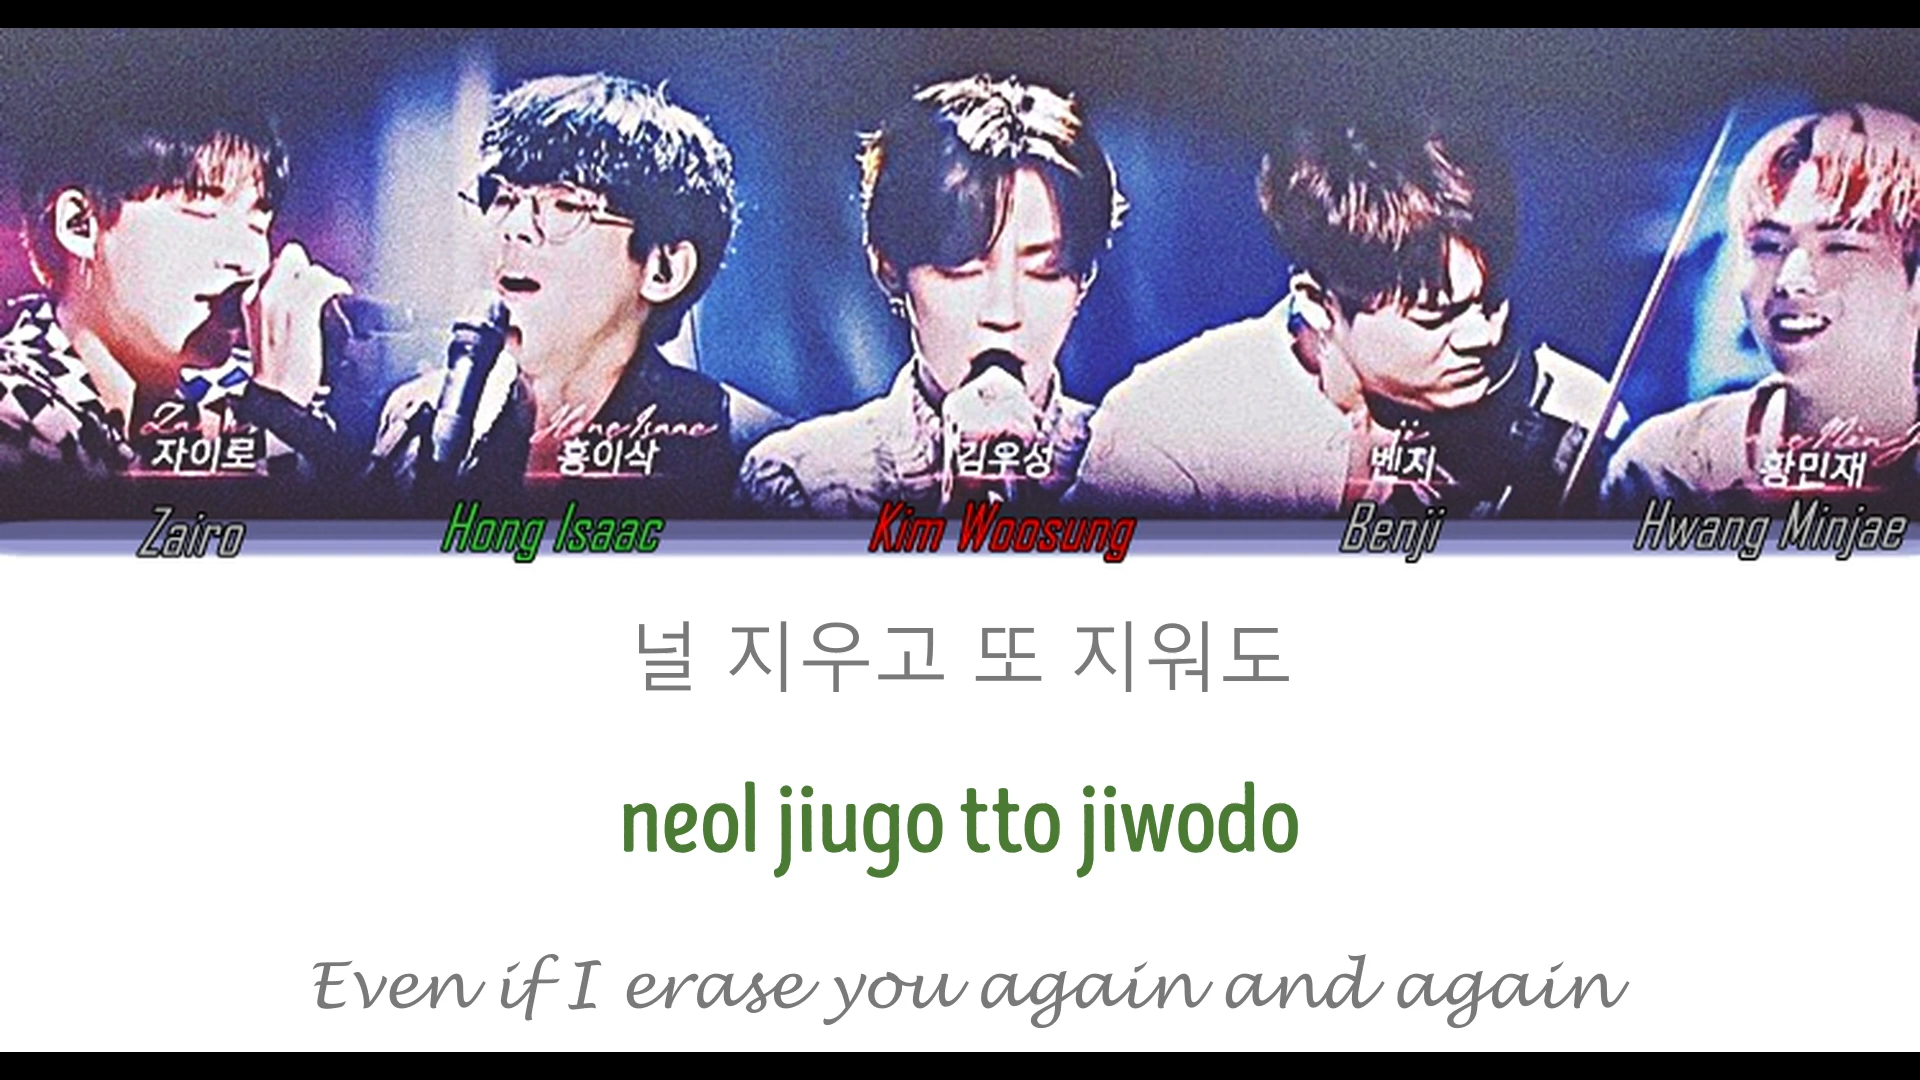 자이로
홍이삭
Hong Isaac
김우성
벤지
황민재
Zairo
Hong Isaac
Kim Woosung
Benji
Hwang Minjae
널 지우고 또 지워도
neol jiugo tto jiwodo
Even if I erase you again and again